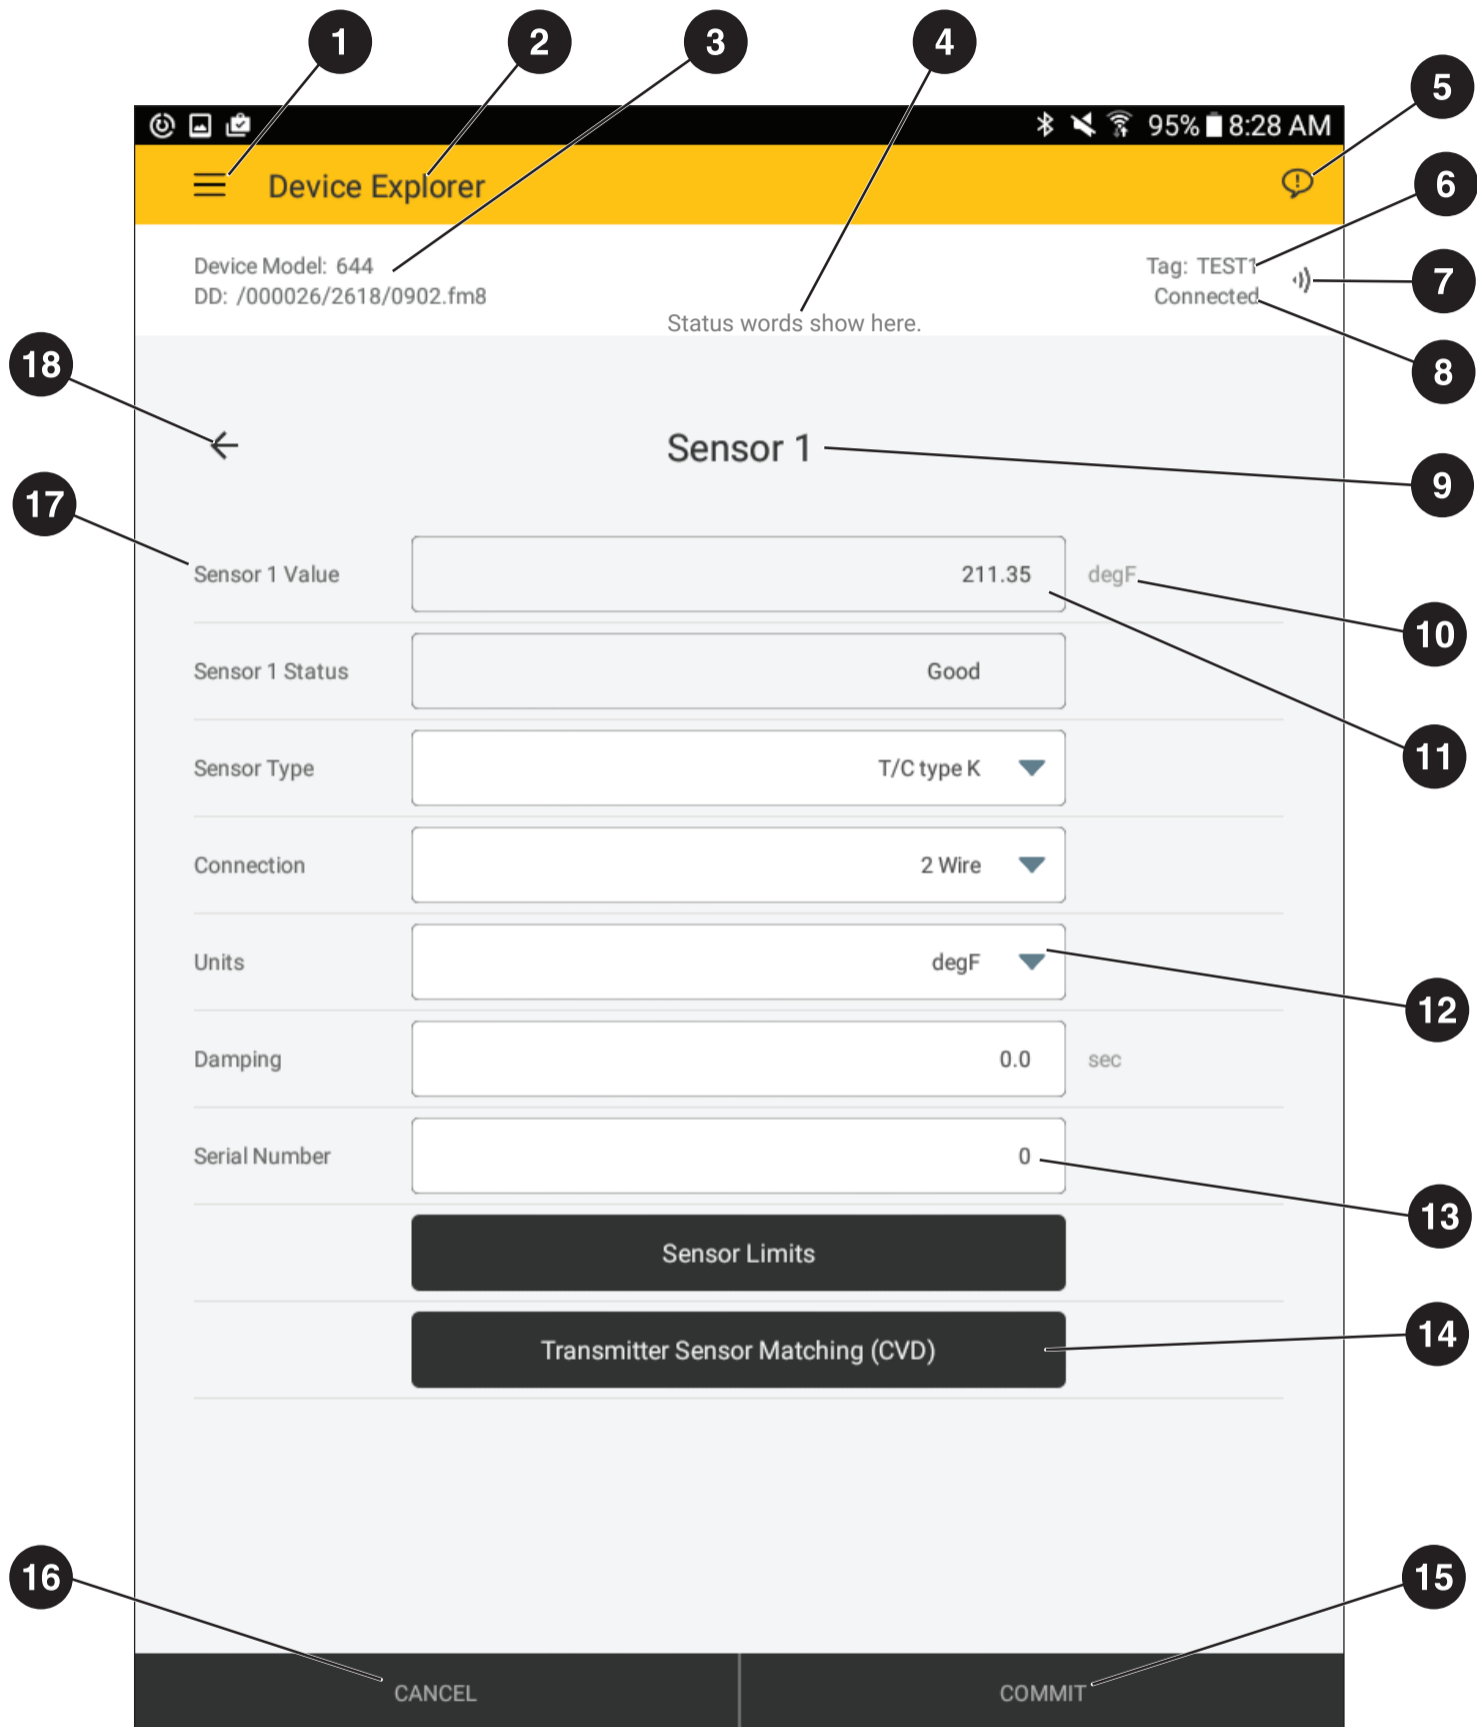 1
2
3
4
5
95% 8:28 AM
Device Explorer
6
Device Model: 644
Tag: TEST1
7
DD: /000026/2618/0902.fm8
Connected
Status words show here.
8
18
Sensor 1
9
17
Sensor 1 Value
211.35
degF
10
Sensor 1 Status
Good
11
Sensor Type
T/C type K
Connection
2 Wire
Units
degF
12
Damping
0.0
sec
Serial Number
0
13
Sensor Limits
Transmitter Sensor Matching (CVD)
14
16
15
CANCEL
COMMIT